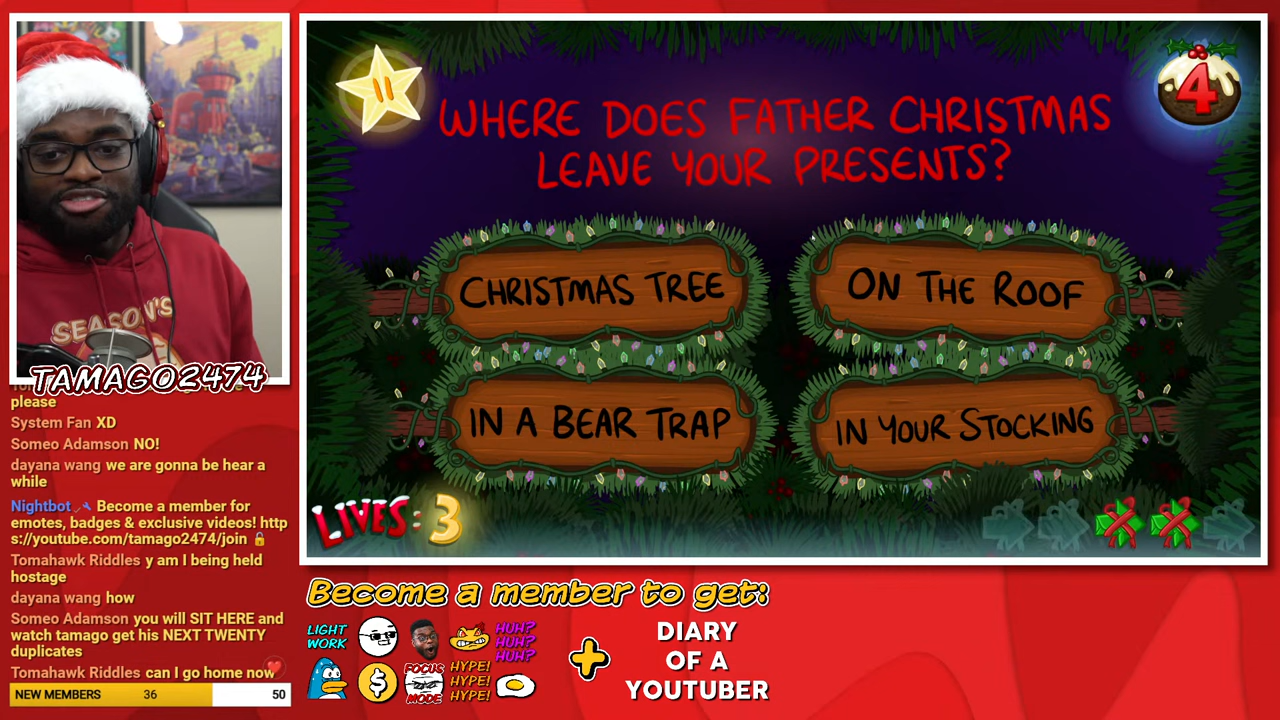 4
WHERE DOES FATHER CHRISTMAS
LEAVE YOUR PRESENTS?
CHRISTMAS TREE
ON THE ROOF
IN A BEAR TRAP
IN YOUR STOCKING
LIVES: 3
SEASON'S
TAMAGO2474
please
System Fan XD
Someo Adamson NO!
dayana wang we are gonna be hear a
while
Nightbot Become a member for
emotes, badges & exclusive videos! http
s://youtube.com/tamago2474/join
Tomahawk Riddles y am I being held
hostage
dayana wang how
Someo Adamson you will SIT HERE and
watch tamago get his NEXT TWENTY
duplicates
Tomahawk Riddles can I go home now
NEW MEMBERS 36 50
Become a member to get:
LIGHT
WORK
HUH?
HUH?
HUH?
FOCUS
MODE
HYPE!
HYPE!
HYPE!
$
+
DIARY
OF A
YOUTUBER